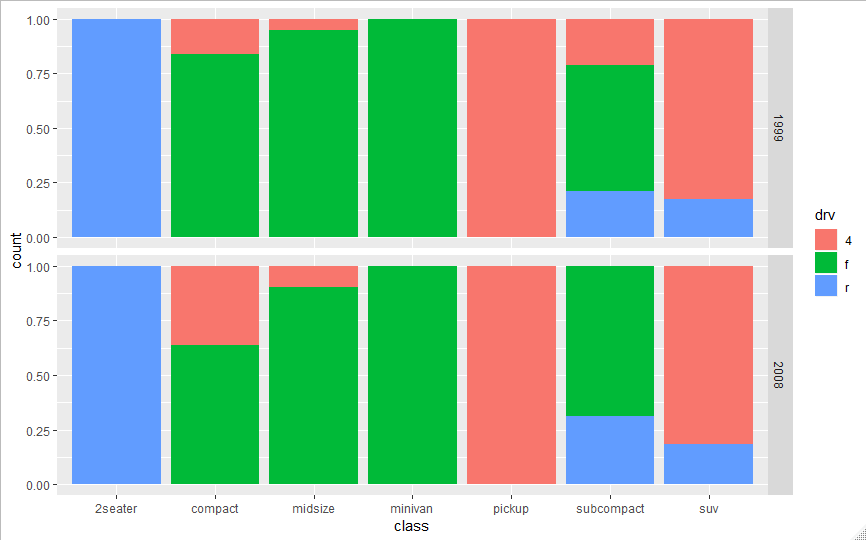 1.00
0.75
0.50
0.25
0.00
1999
count
1.00
0.75
0.50
0.25
0.00
2008
2seater compact midsize minivan pickup subcompact suv
class
drv
4
f
r